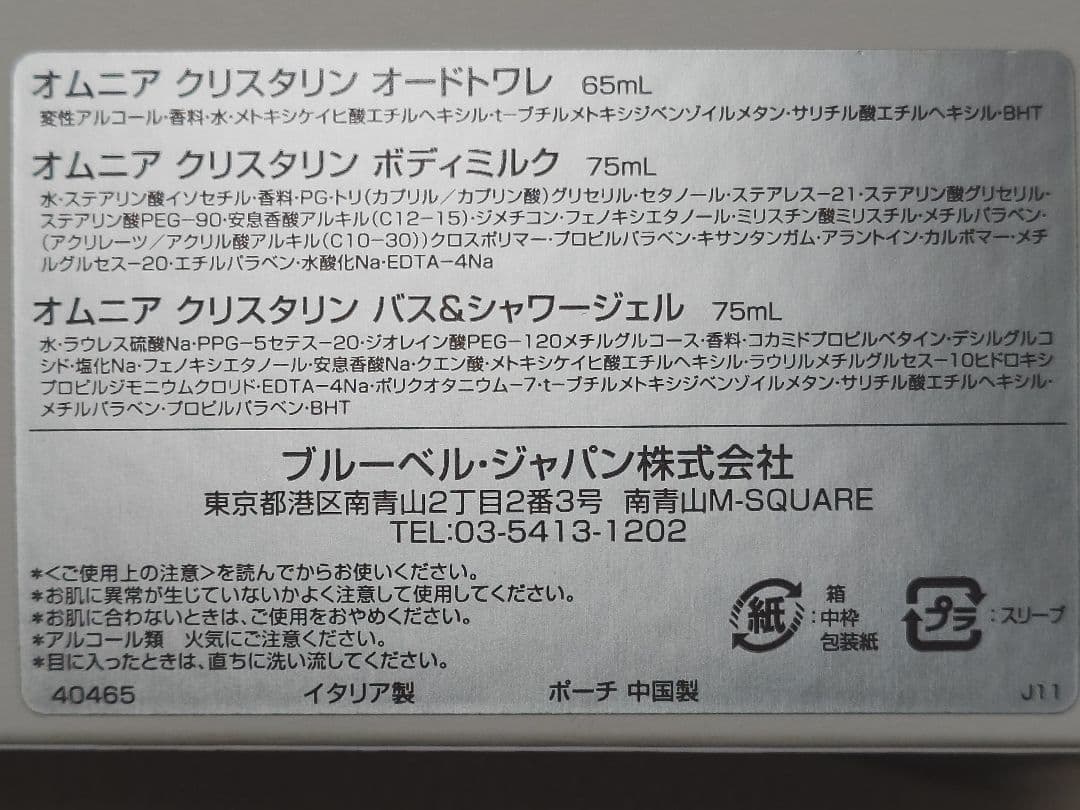 オムニア クリスタリン オードトワレ 65mL
変性アルコール・香料・水・メトキシケイヒ酸エチルヘキシル・t－ブチルメトキシジベンゾイルメタン・サリチル酸エチルヘキシル・BHT
オムニア クリスタリン ボディミルク 75mL
水・ステアリン酸イソセチル・香料・PG・トリ(カプリル／カプリン酸)グリセリル・セタノール・ステアレス－21・ステアリン酸グリセリル・
ステアリン酸PEG－90・安息香酸アルキル(C12－15)・ジメチコン・フェノキシエタノール・ミリスチン酸ミリスチル・メチルパラベン・
(アクリレーツ／アクリル酸アルキル(C10－30))クロスポリマー・プロピルパラベン・キサンタンガム・アラントイン・カルボマー・メチ
ルグルセス－20・エチルパラベン・水酸化Na・EDTA－4Na
オムニア クリスタリン バス&シャワージェル 75mL
水・ラウレス硫酸Na・PPG－5セテス－20・ジオレイン酸PEG－120メチルグルコース・香料・コカミドプロピルベタイン・デシルグルコ
シド・塩化Na・フェノキシエタノール・安息香酸Na・クエン酸・メトキシケイヒ酸エチルヘキシル・ラウリルメチルグルセス－10ヒドロキシ
プロピルジモニウムクロリド・EDTA－4Na・ポリクオタニウム－7・t－ブチルメトキシジベンゾイルメタン・サリチル酸エチルヘキシル・
メチルパラベン・プロピルパラベン・BHT
ブルーベル・ジャパン株式会社
東京都港区南青山2丁目2番3号 南青山M-SQUARE
TEL:03-5413-1202
*<ご使用上の注意>を読んでからお使いください。
*お肌に異常が生じていないかよく注意して使用してください。
*お肌に合わないときは、ご使用をおやめください。
*アルコール類 火気にご注意ください。
*目に入ったときは、直ちに洗い流してください。
紙 : 箱
中枠
包装紙
プラ : スリーブ
40465 イタリア製 ポーチ 中国製 J11